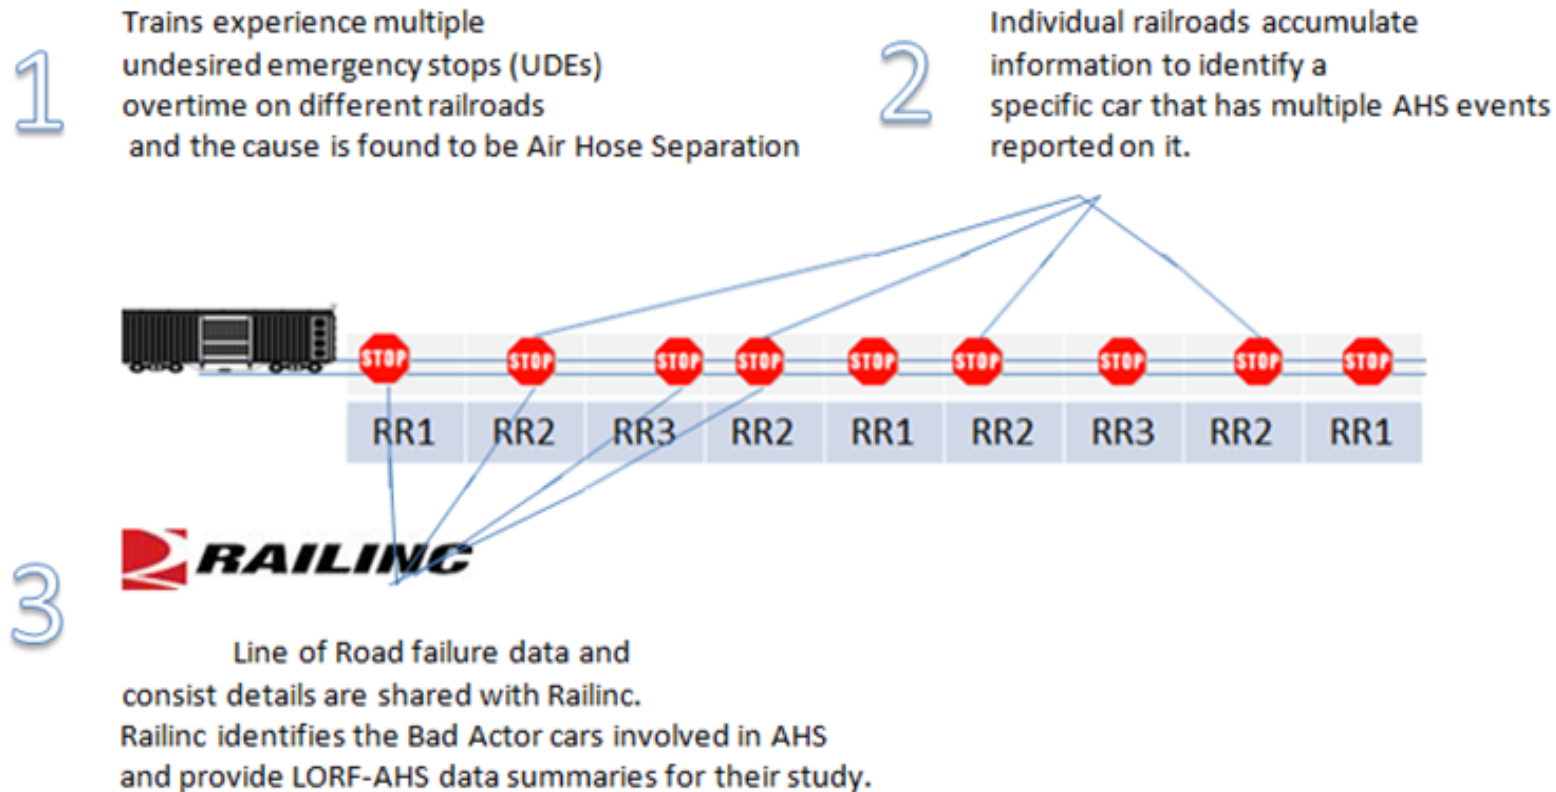 1
Trains experience multiple
undesired emergency stops (UDEs)
overtime on different railroads
and the cause is found to be Air Hose Separation
2
Individual railroads accumulate
information to identify a
specific car that has multiple AHS events
reported on it.
STOP STOP STOP STOP STOP STOP STOP STOP STOP
RR1 RR2 RR3 RR2 RR1 RR2 RR3 RR2 RR1
RAILINC
3
Line of Road failure data and
consist details are shared with Railinc.
Railinc identifies the Bad Actor cars involved in AHS
and provide LORF-AHS data summaries for their study.